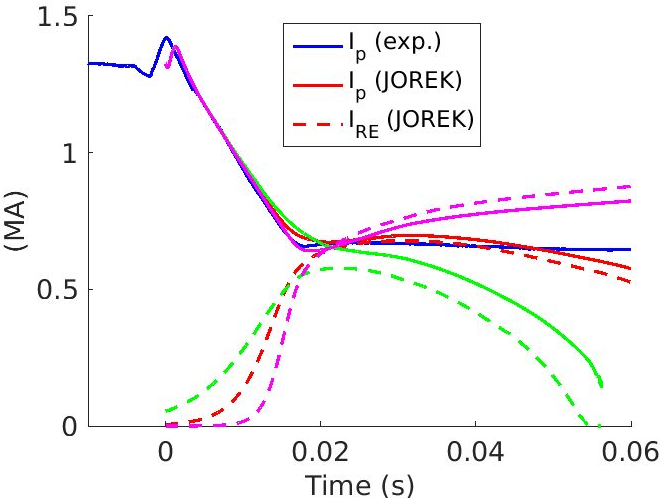 1.5
1
0.5
0
(MA)
I_p (exp.)
I_p (JOREK)
I_RE (JOREK)
0 0.02 0.04 0.06
Time (s)